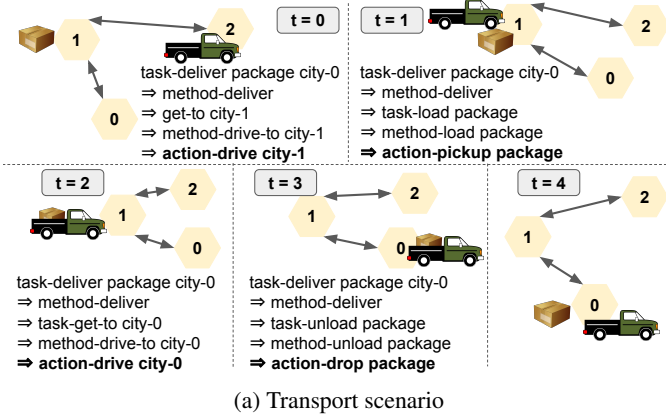 t = 0
1
2
0
task-deliver package city-0
⇒ method-deliver
⇒ get-to city-1
⇒ method-drive-to city-1
⇒ action-drive city-1
t = 1
1
2
0
task-deliver package city-0
⇒ method-deliver
⇒ task-load package
⇒ method-load package
⇒ action-pickup package
t = 2
2
1
0
task-deliver package city-0
⇒ method-deliver
⇒ task-get-to city-0
⇒ method-drive-to city-0
⇒ action-drive city-0
t = 3
2
1
0
task-deliver package city-0
⇒ method-deliver
⇒ task-unload package
⇒ method-unload package
⇒ action-drop package
t = 4
2
1
0
(a) Transport scenario